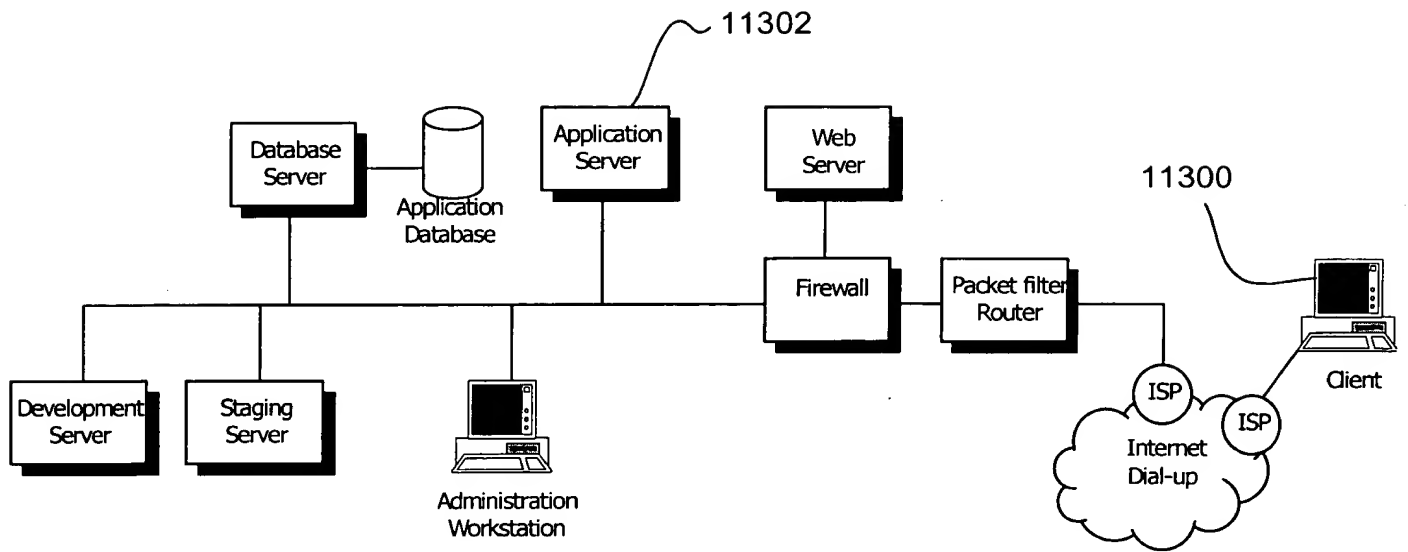 11302
Database
Server
Application
Database
Application
Server
Web
Server
11300
Firewall
Packet filter
Router
Client
Development
Server
Staging
Server
Administration
Workstation
ISP
ISP
Internet
Dial-up